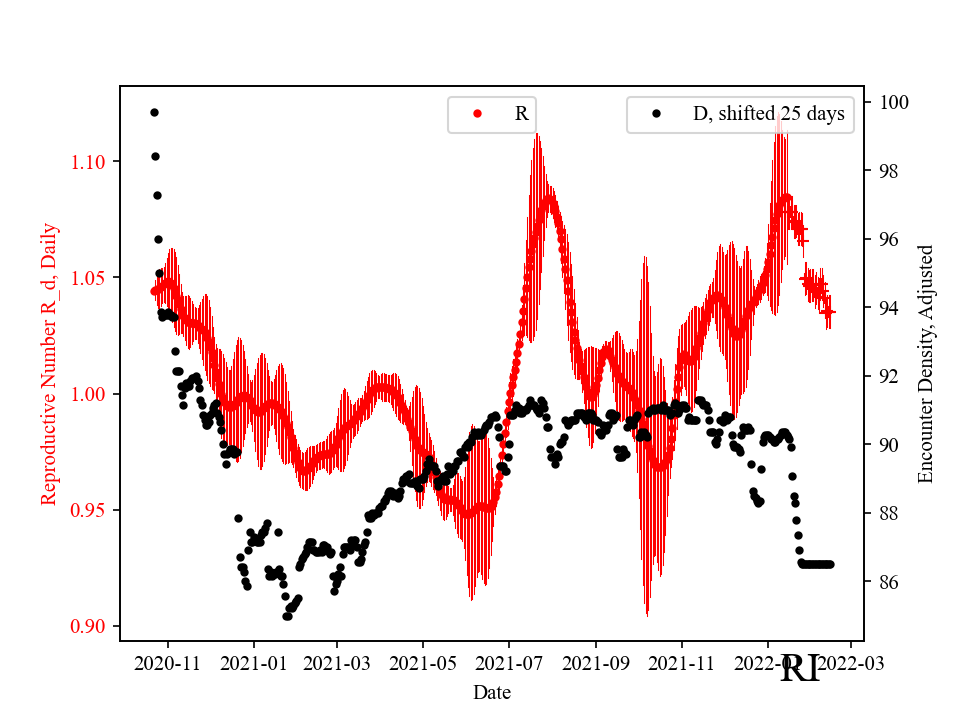 R
D, shifted 25 days
Reproductive Number R_d, Daily
1.10
1.05
1.00
0.95
0.90
100
98
96
94
92
90
88
86
Encounter Density, Adjusted
2020-11 2021-01 2021-03 2021-05 2021-07 2021-09 2021-11 2022-01 2022-03
RI
Date